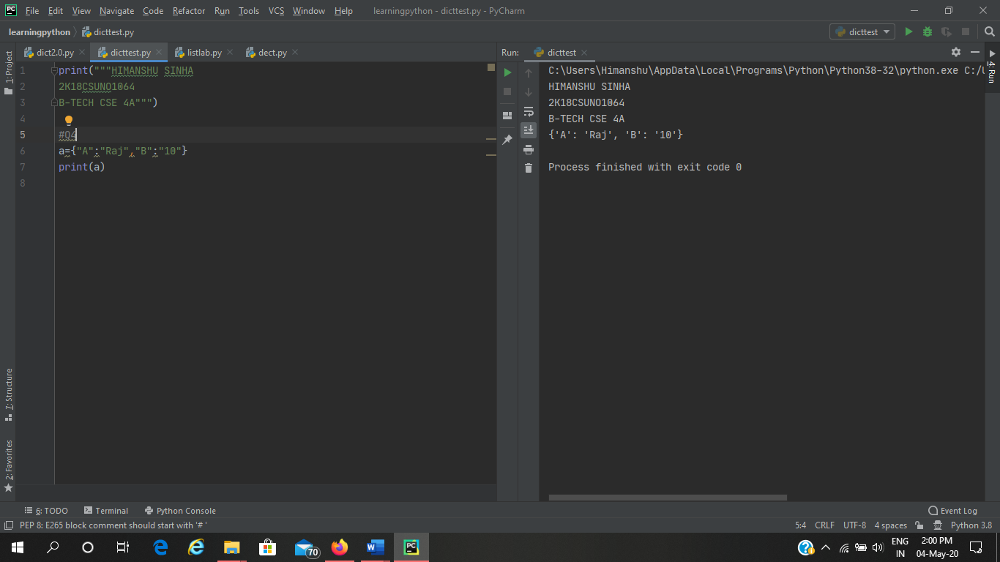 PC File Edit View Navigate Code Refactor Run Tools VCS Window Help learningpython - dicttest.py - PyCharm
learningpython dicttest.py dicttest
dict2.0.py dicttest.py listlab.py dect.py Run: dicttest
1: Project
4: Run
1 print("""HIMANSHU SINHA
2 2K18CSUNO1064
3 B-TECH CSE 4A""")
4
5 #Q4
6 a={"A":"Raj","B":"10"}
7 print(a)
8
C:\Users\Himanshu\AppData\Local\Programs\Python\Python38-32\python.exe C:/U
HIMANSHU SINHA
2K18CSUNO1064
B-TECH CSE 4A
{'A': 'Raj', 'B': '10'}
Process finished with exit code 0
7: Structure
2: Favorites
6: TODO Terminal Python Console Event Log
PEP 8: E265 block comment should start with '# ' 5:4 CRLF UTF-8 4 spaces Python 3.8
70 PC ENG 2:00 PM
IN 04-May-20